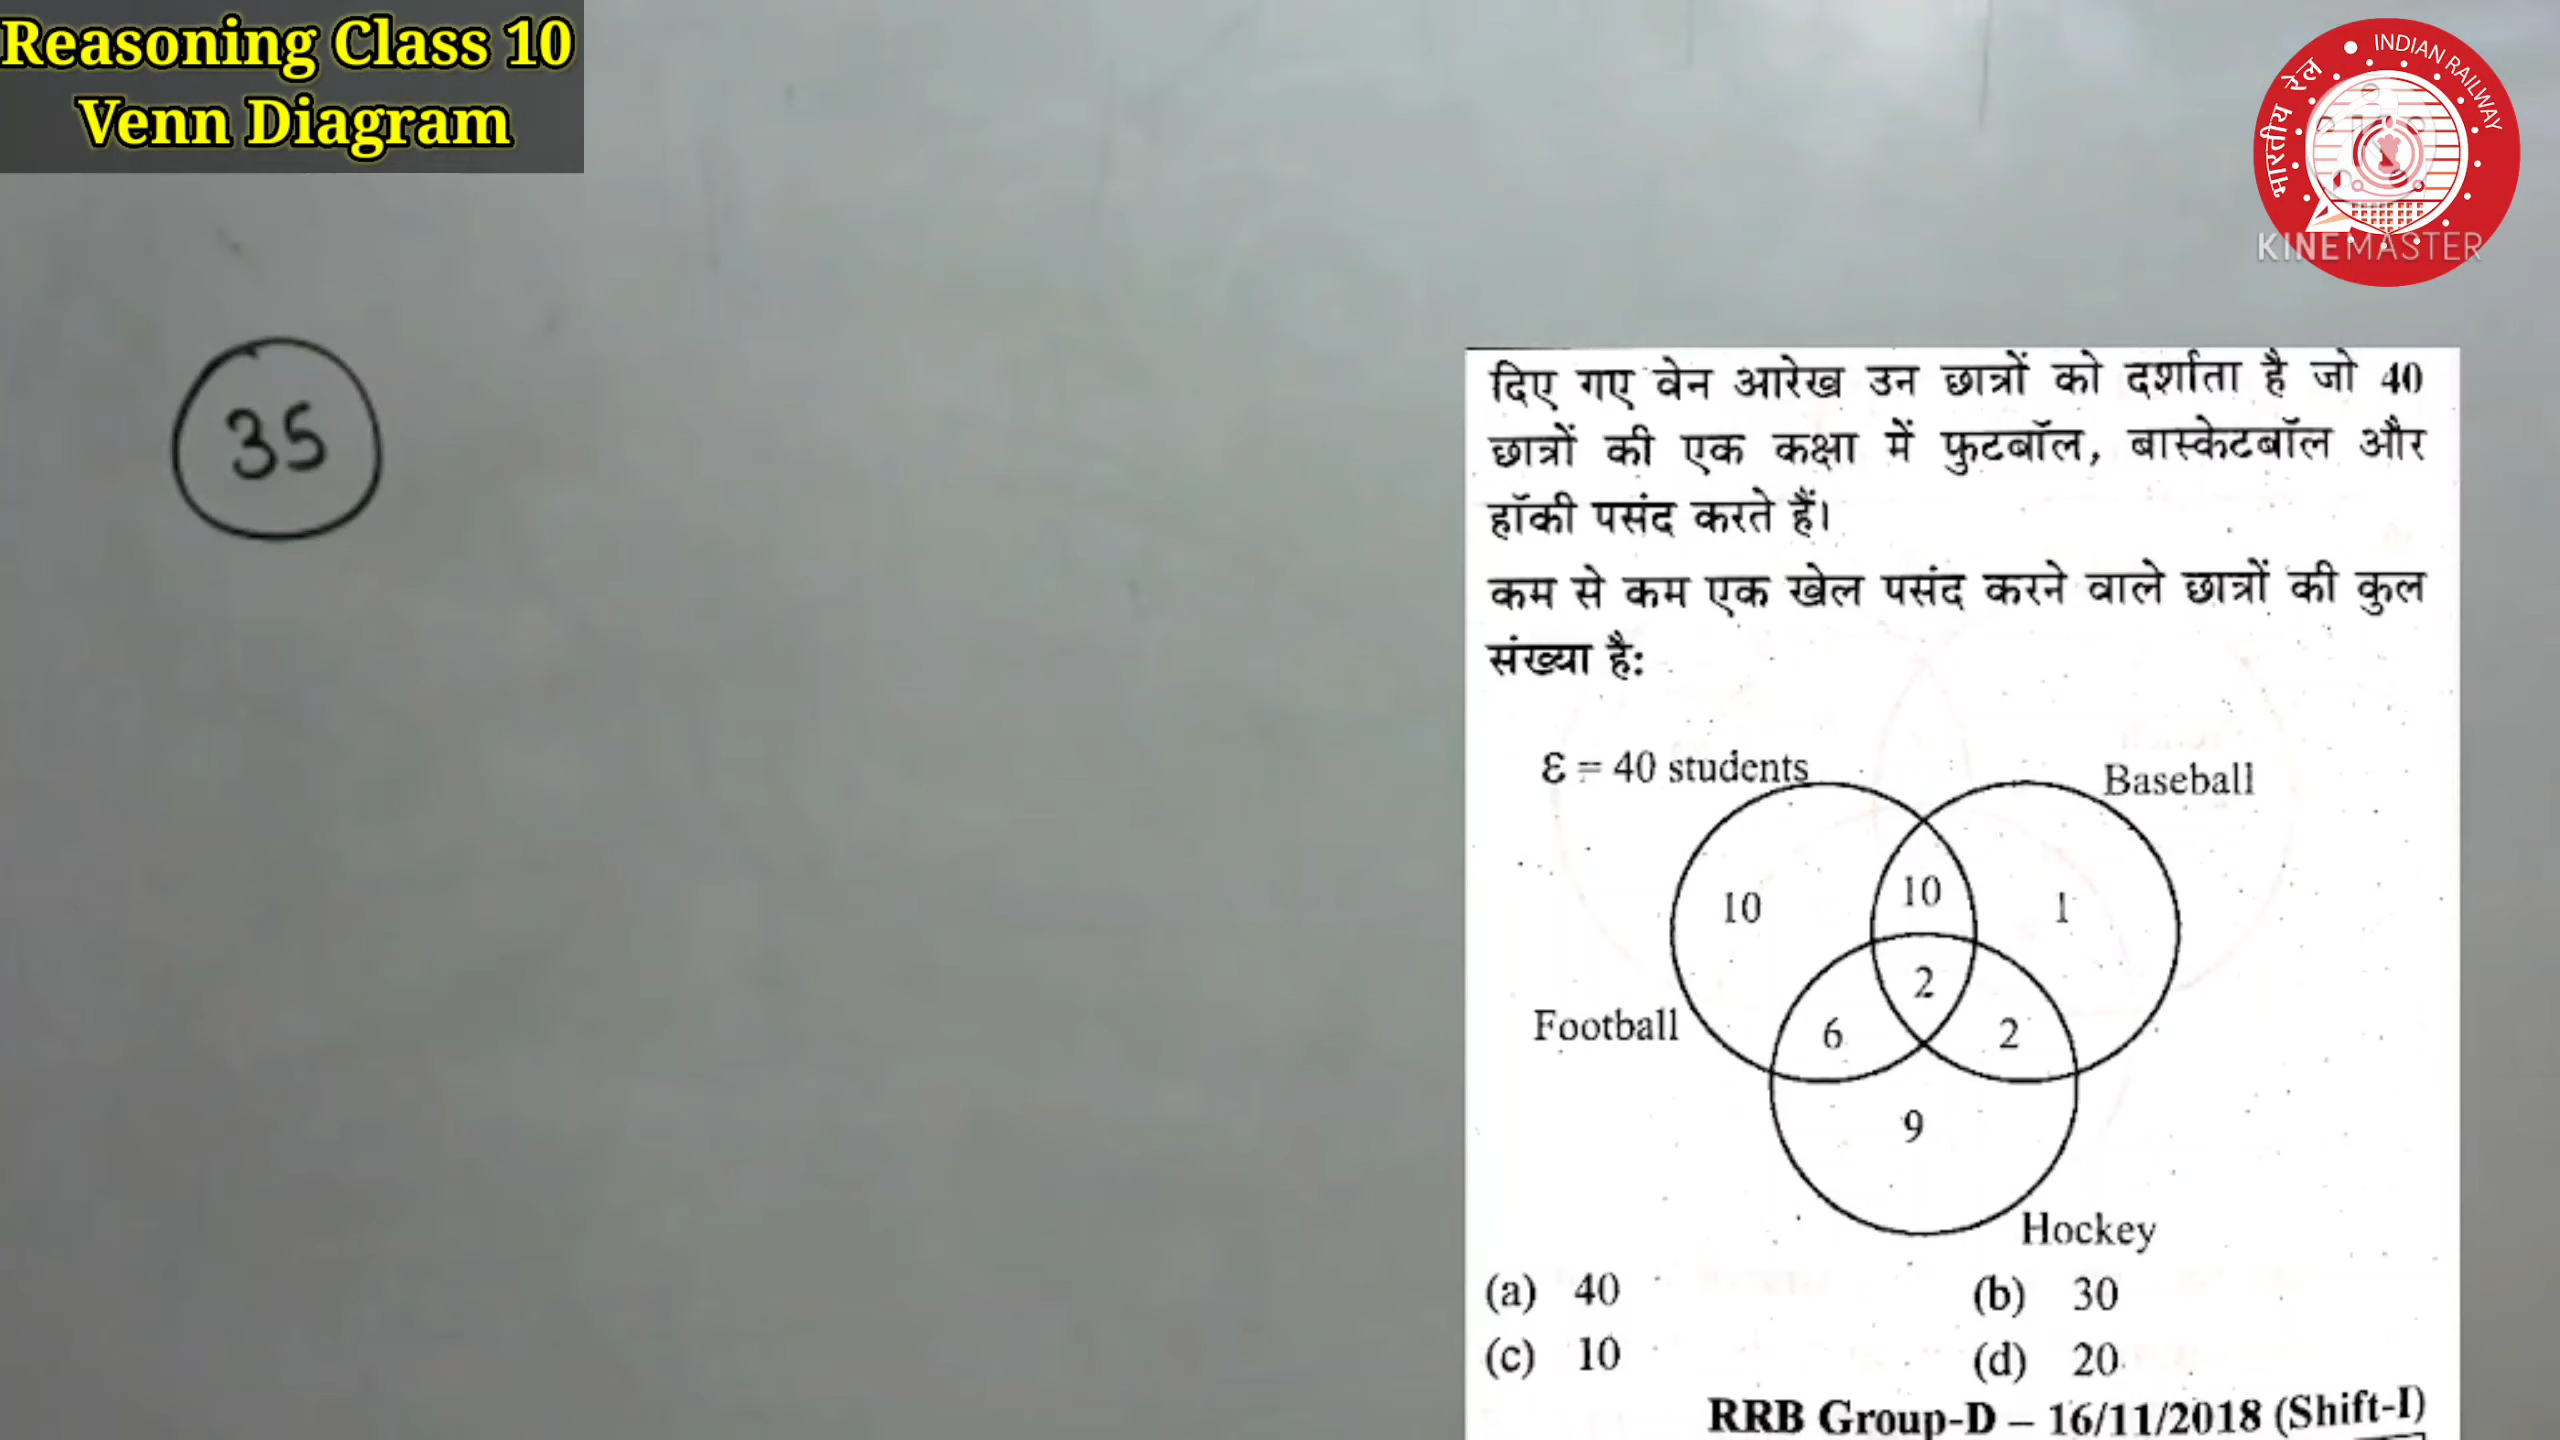 Reasoning Class 10
Venn Diagram
भारतीय रेल
INDIAN RAILWAY
KINEMASTER
35
दिए गए वेन आरेख उन छात्रों को दर्शाता है जो 40
छात्रों की एक कक्षा में फुटबॉल, बास्केटबॉल और
हॉकी पसंद करते हैं।
कम से कम एक खेल पसंद करने वाले छात्रों की कुल
संख्या है:
ε = 40 students
Baseball
10
10
1
2
Football
6
2
9
Hockey
(a) 40
(b) 30
(c) 10
(d) 20
RRB Group-D – 16/11/2018 (Shift-I)